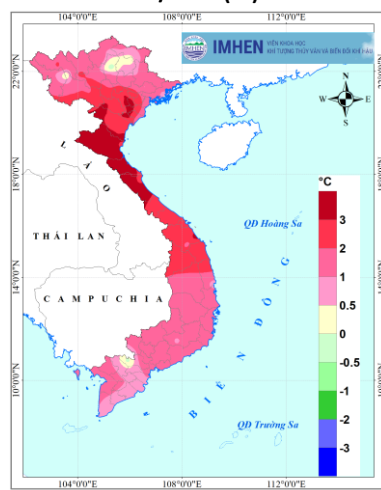 104°0'0"E
108°0'0"E
112°0'0"E
IMHEN
VIỆN KHOA HỌC
KHÍ TƯỢNG THỦY VĂN VÀ BIẾN ĐỔI KHÍ HẬU
22°0'0"N
N
W
E
S
LÀO
18°0'0"N
°C
3
2
1
0.5
0
-0.5
-1
-2
-3
QĐ Hoàng Sa
THÁI LAN
14°0'0"N
CAMPUCHIA
BIỂN ĐÔNG
10°0'0"N
QĐ Trường Sa
104°0'0"E
108°0'0"E
112°0'0"E